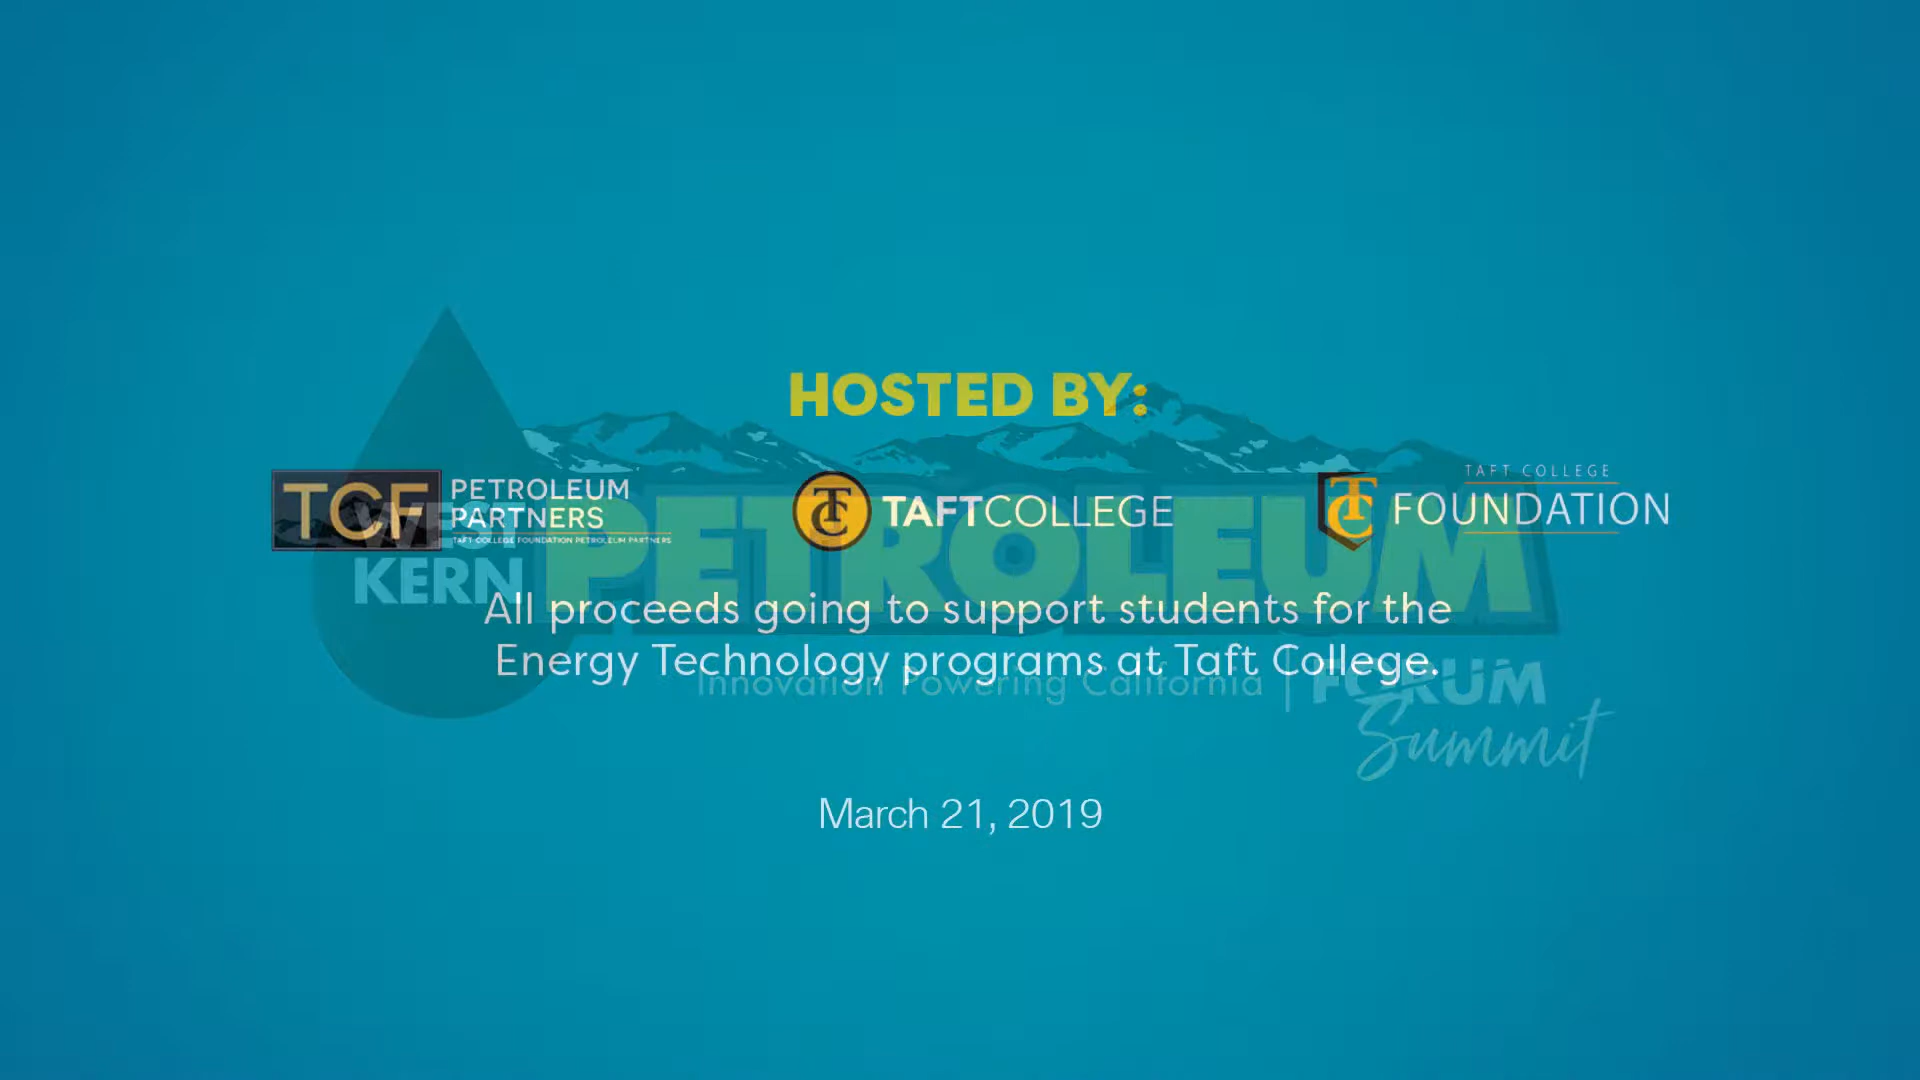 HOSTED BY:
TCF PETROLEUM
PARTNERS
TAFT COLLEGE FOUNDATION PETROLEUM PARTNERS
TC TAFTCOLLEGE
TAFT COLLEGE
TC FOUNDATION
WEST
KERN
PETROLEUM
All proceeds going to support students for the
Energy Technology programs at Taft College.
Innovation Powering California | FORUM
Summit
March 21, 2019